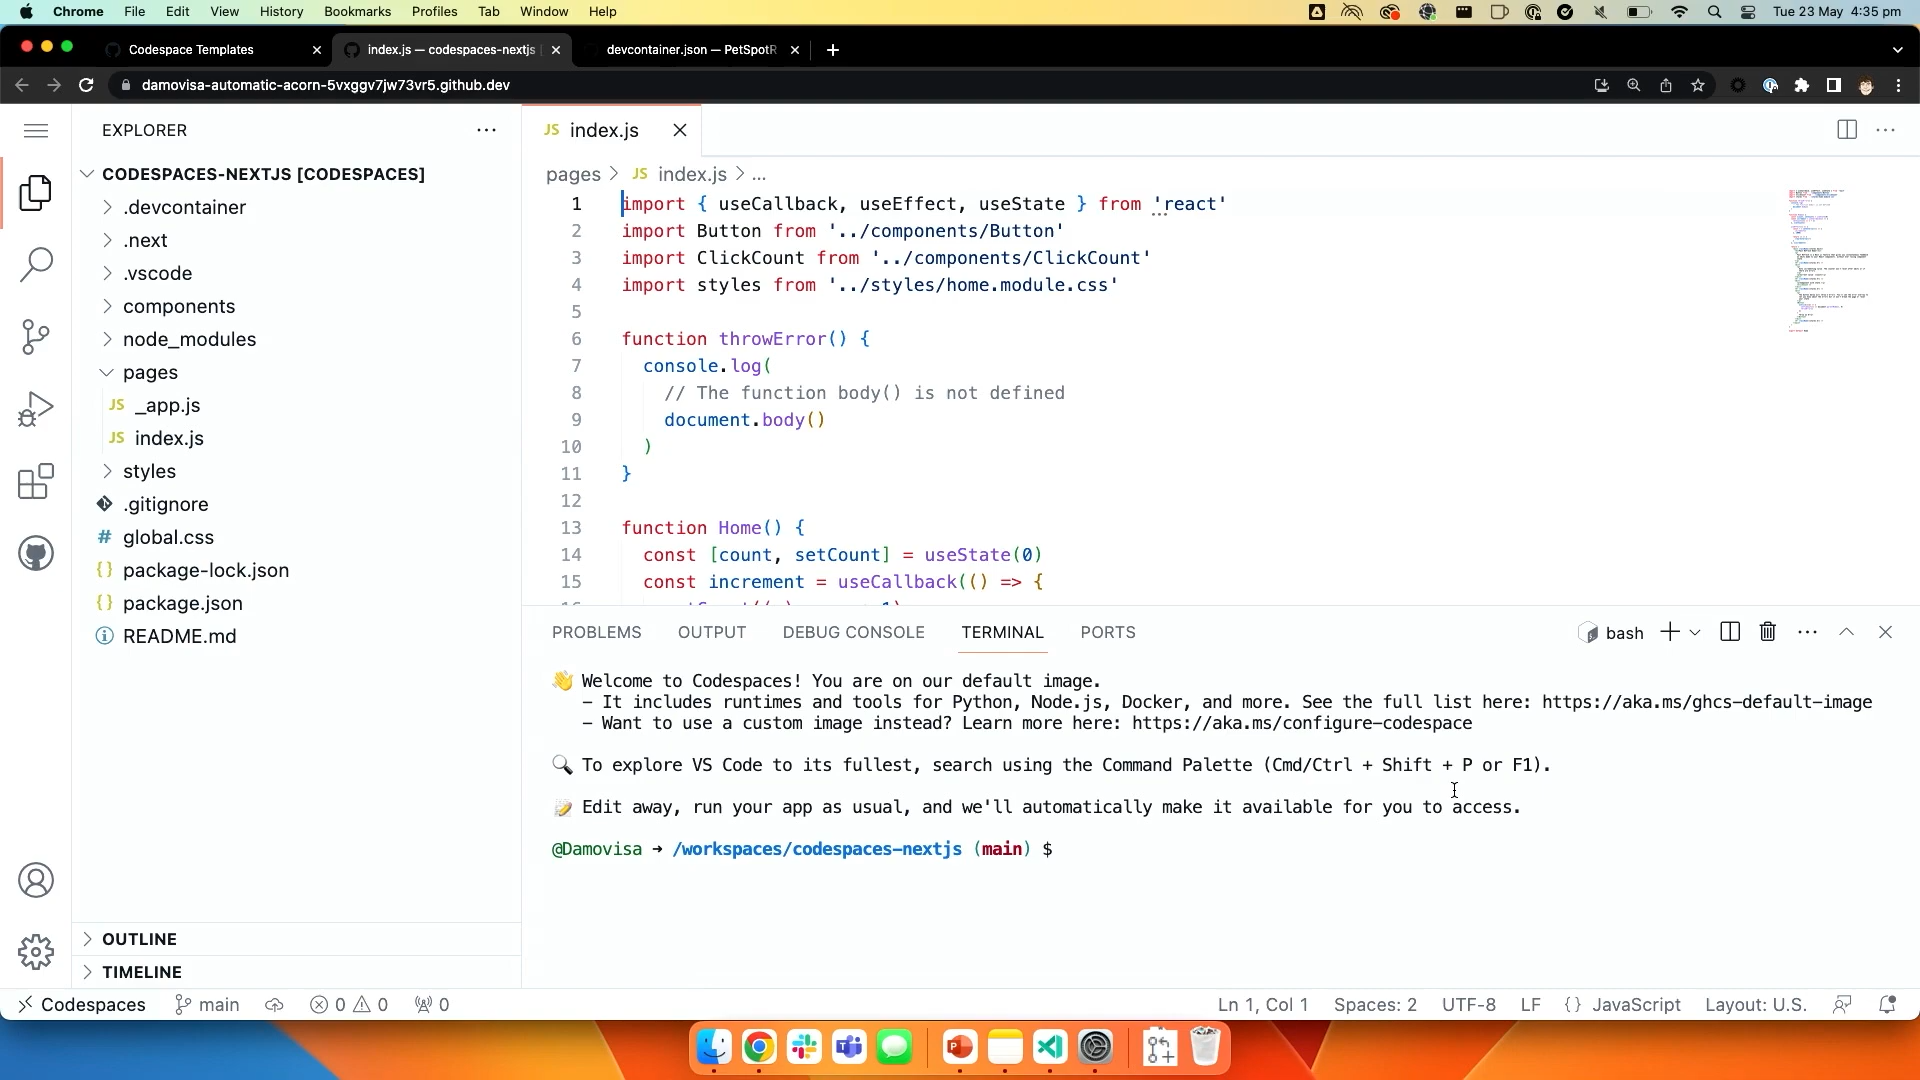 Chrome File Edit View History Bookmarks Profiles Tab Window Help Tue 23 May 4:35 pm
Codespace Templates index.js — codespaces-nextjs devcontainer.json — PetSpotR
damovisa-automatic-acorn-5vxggv7jw73vr5.github.dev
EXPLORER
CODESPACES-NEXTJS [CODESPACES]
.devcontainer
.next
.vscode
components
node_modules
pages
JS _app.js
JS index.js
styles
.gitignore
# global.css
{} package-lock.json
{} package.json
README.md
OUTLINE
TIMELINE
JS index.js
pages > JS index.js > ...
1 import { useCallback, useEffect, useState } from 'react'
2 import Button from '../components/Button'
3 import ClickCount from '../components/ClickCount'
4 import styles from '../styles/home.module.css'
5
6 function throwError() {
7 console.log(
8 // The function body() is not defined
9 document.body()
10 )
11 }
12
13 function Home() {
14 const [count, setCount] = useState(0)
15 const increment = useCallback(() => {
PROBLEMS OUTPUT DEBUG CONSOLE TERMINAL PORTS bash
👋 Welcome to Codespaces! You are on our default image.
- It includes runtimes and tools for Python, Node.js, Docker, and more. See the full list here: https://aka.ms/ghcs-default-image
- Want to use a custom image instead? Learn more here: https://aka.ms/configure-codespace
🔍 To explore VS Code to its fullest, search using the Command Palette (Cmd/Ctrl + Shift + P or F1).
📝 Edit away, run your app as usual, and we'll automatically make it available for you to access.
@Damovisa → /workspaces/codespaces-nextjs (main) $
Codespaces main 0 0 0 Ln 1, Col 1 Spaces: 2 UTF-8 LF {} JavaScript Layout: U.S.